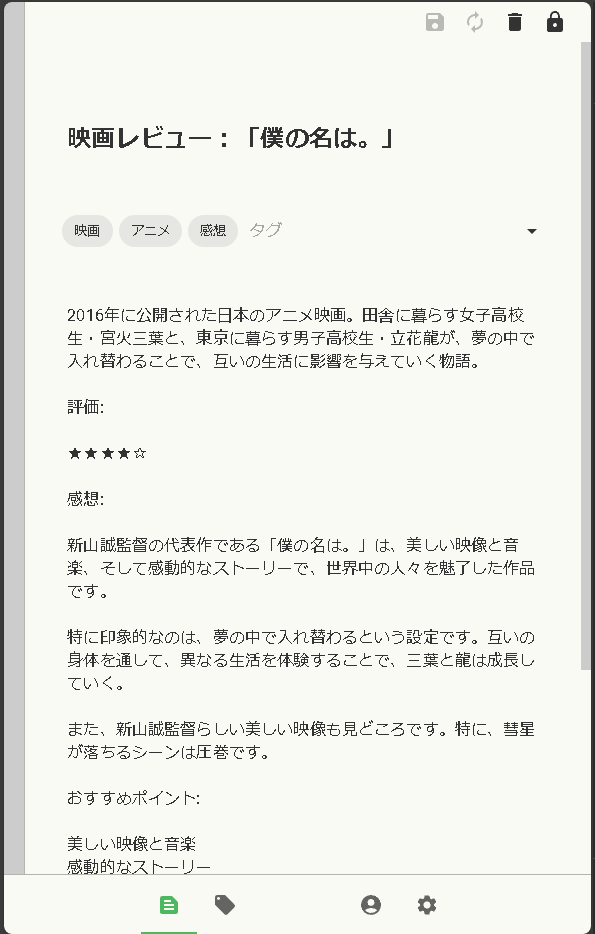 映画レビュー：「僕の名は。」
映画 アニメ 感想 タグ
2016年に公開された日本のアニメ映画。田舎に暮らす女子高校
生・宮火三葉と、東京に暮らす男子高校生・立花龍が、夢の中で
入れ替わることで、互いの生活に影響を与えていく物語。
評価:
★★★★☆
感想:
新山誠監督の代表作である「僕の名は。」は、美しい映像と音
楽、そして感動的なストーリーで、世界中の人々を魅了した作品
です。
特に印象的なのは、夢の中で入れ替わるという設定です。互いの
身体を通して、異なる生活を体験することで、三葉と龍は成長し
ていく。
また、新山誠監督らしい美しい映像も見どころです。特に、彗星
が落ちるシーンは圧巻です。
おすすめポイント:
美しい映像と音楽
感動的なストーリー